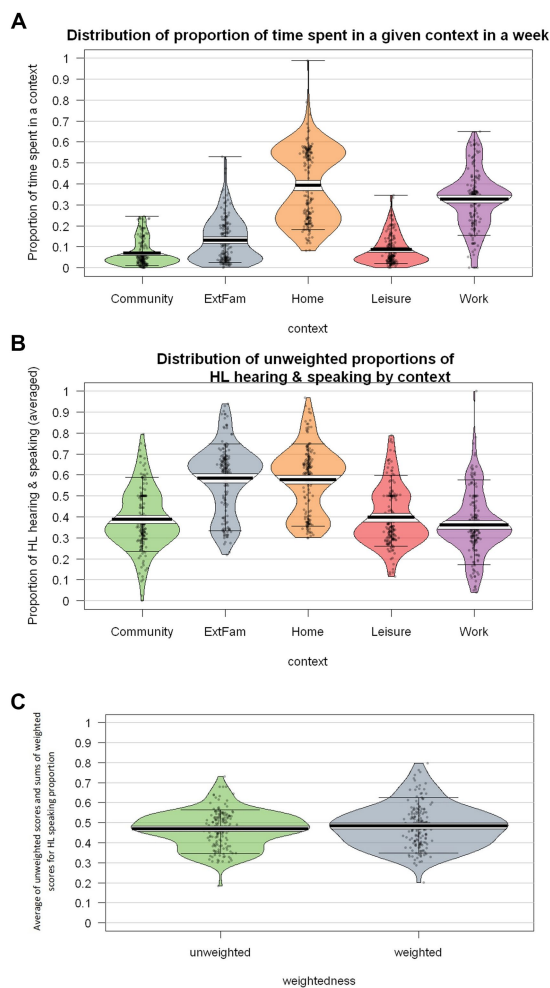 A
Distribution of proportion of time spent in a given context in a week
Proportion of time spent in a context
1
0.9
0.8
0.7
0.6
0.5
0.4
0.3
0.2
0.1
0
Community ExtFam Home Leisure Work
context
B
Distribution of unweighted proportions of
HL hearing & speaking by context
Proportion of HL hearing & speaking (averaged)
1
0.9
0.8
0.7
0.6
0.5
0.4
0.3
0.2
0.1
0
Community ExtFam Home Leisure Work
context
C
Average of unweighted scores and sums of weighted
scores for HL speaking proportion
1
0.9
0.8
0.7
0.6
0.5
0.4
0.3
0.2
0.1
0
unweighted weighted
weightedness